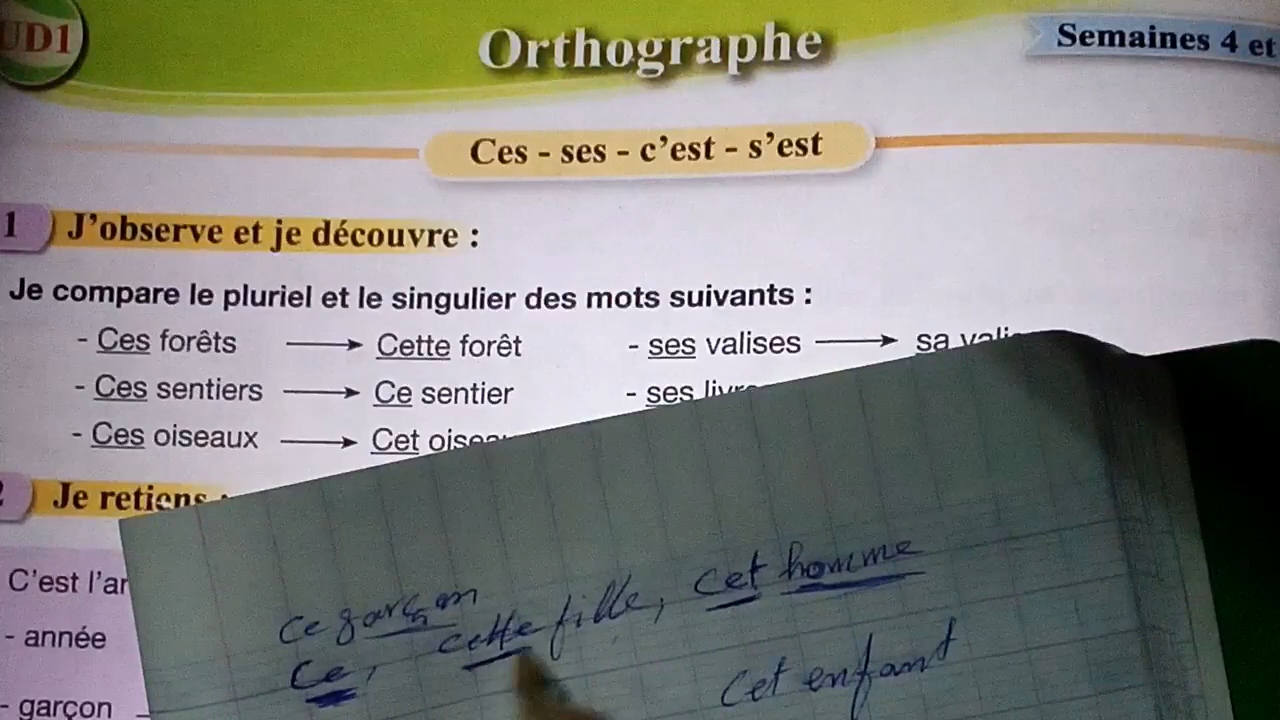 UD1
Orthographe
Semaines 4 et
Ces - ses - c'est - s'est
1 J'observe et je découvre :
Je compare le pluriel et le singulier des mots suivants :
- Ces forêts → Cette forêt - ses valises → sa
- Ces sentiers → Ce sentier - ses
- Ces oiseaux → Cet
Je retiens
C'est
- année
- garçon
ce garçon cette fille, cet homme
ce, cet enfant